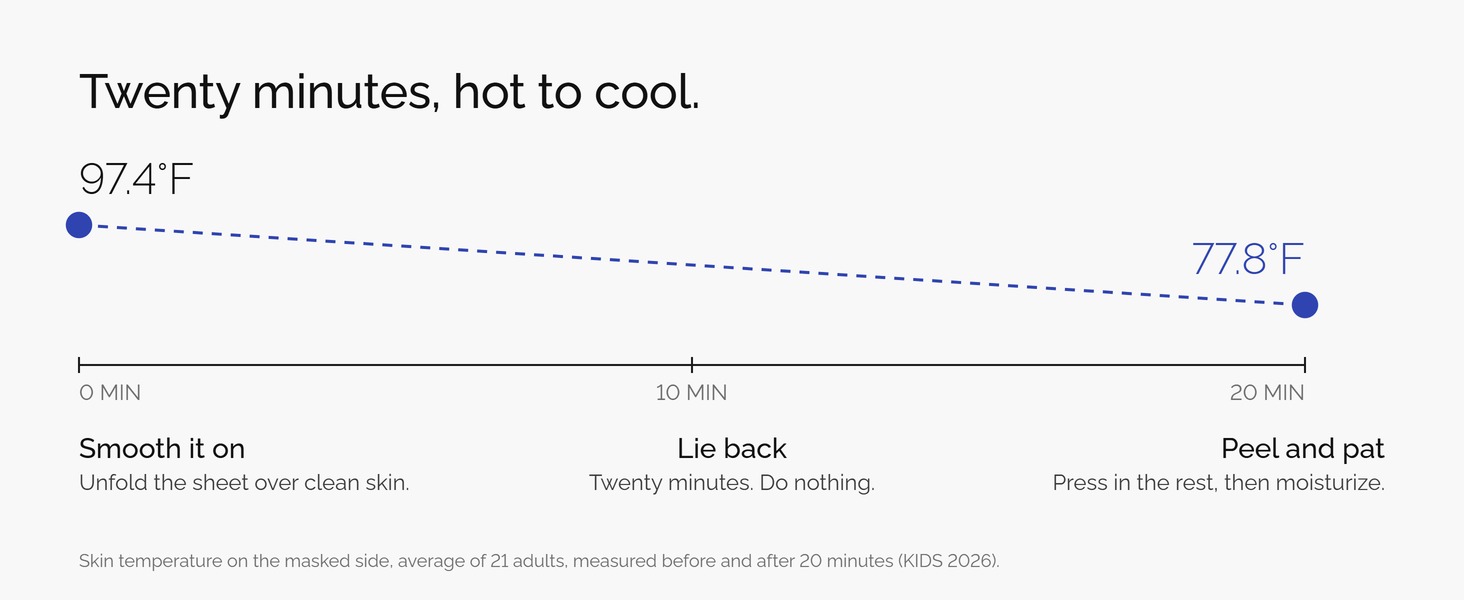 Twenty minutes, hot to cool.
97.4°F
77.8°F
0 MIN
10 MIN
20 MIN
Smooth it on
Unfold the sheet over clean skin.
Lie back
Twenty minutes. Do nothing.
Peel and pat
Press in the rest, then moisturize.
Skin temperature on the masked side, average of 21 adults, measured before and after 20 minutes (KIDS 2026).